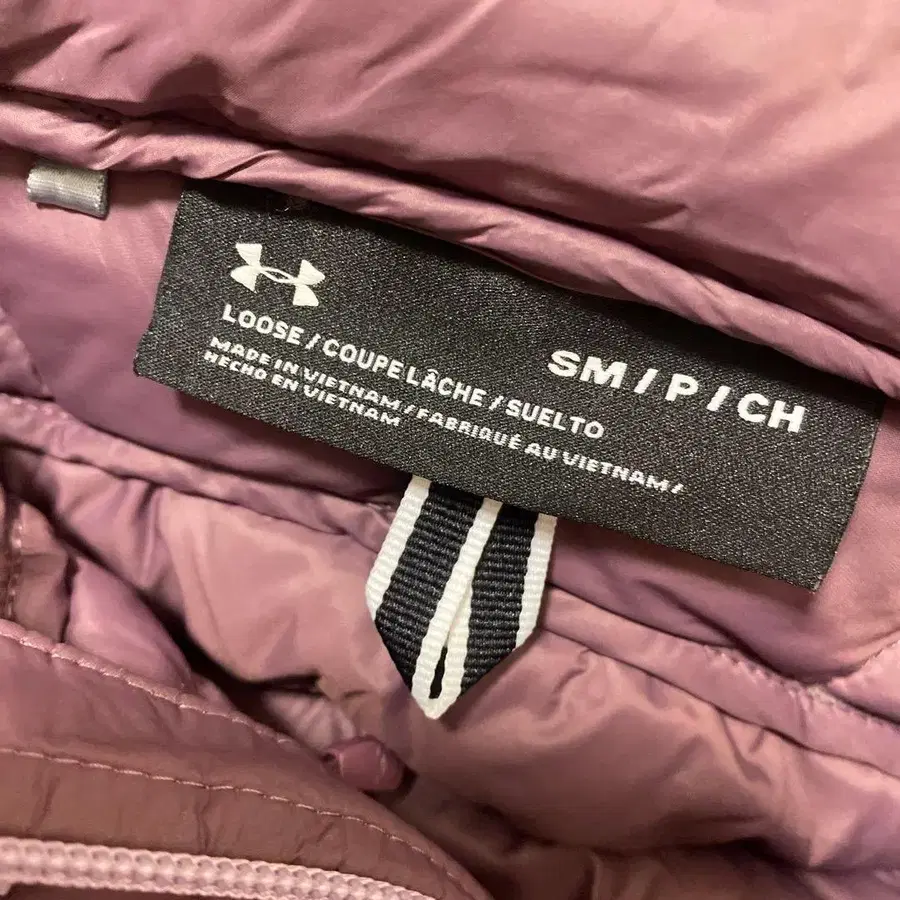 LOOSE / COUPE LÂCHE / SUELTO
SM / P / CH
MADE IN VIETNAM / FABRIQUÉ AU VIETNAM /
HECHO EN VIETNAM